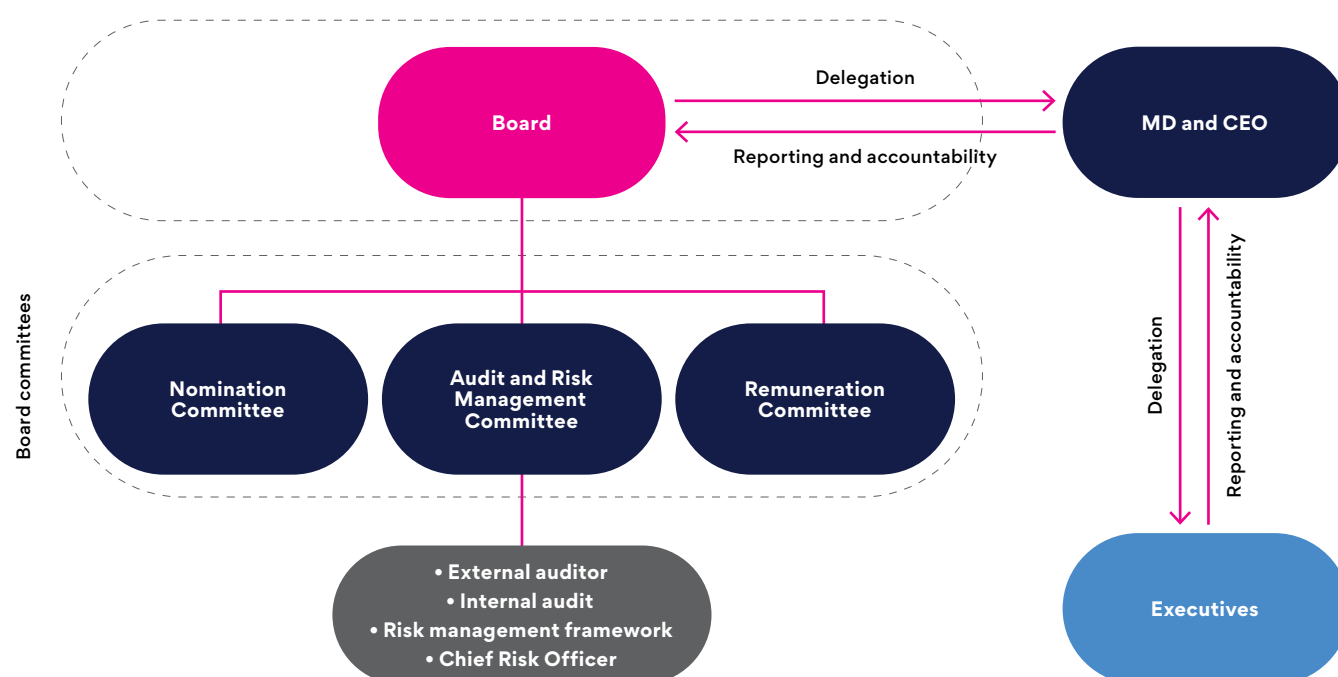 Delegation
Board
MD and CEO
Reporting and accountability
Board committees
Nomination
Committee
Audit and Risk
Management
Committee
Remuneration
Committee
Delegation
Reporting and accountability
• External auditor
• Internal audit
• Risk management framework
• Chief Risk Officer
Executives